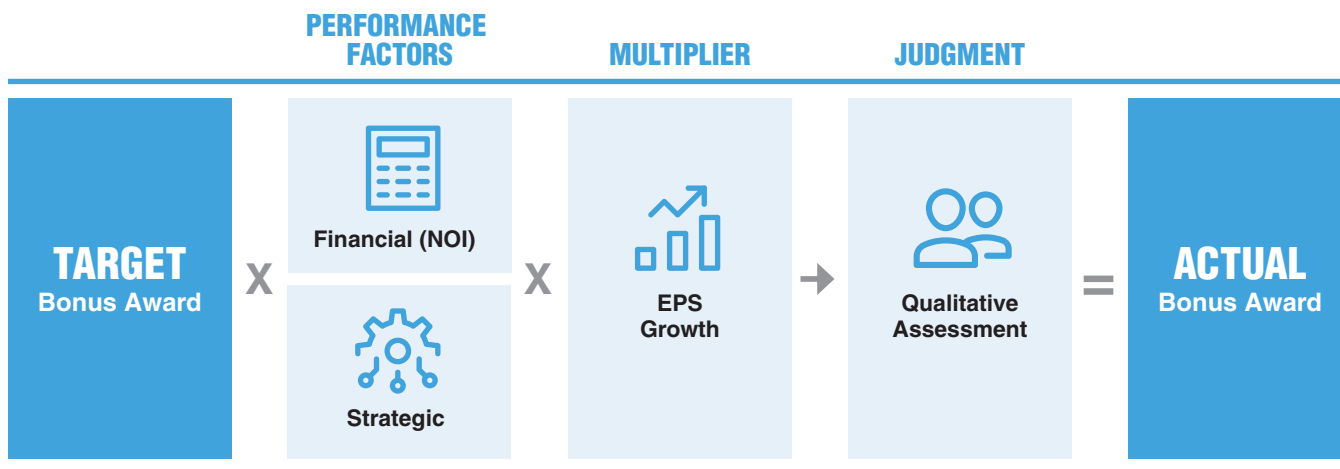 PERFORMANCE
FACTORS
MULTIPLIER
JUDGMENT
TARGET
Bonus Award
X
Financial (NOI)
Strategic
X
EPS
Growth
Qualitative
Assessment
=
ACTUAL
Bonus Award